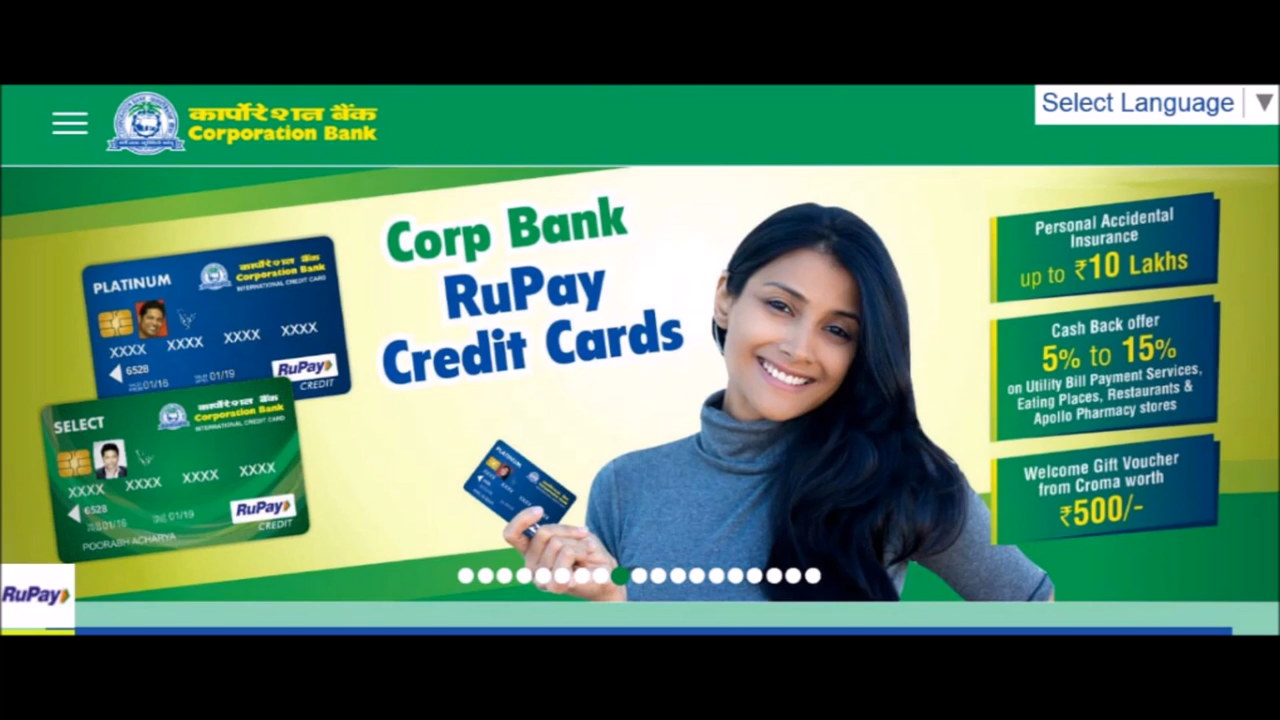 कार्पोरेशन बैंक
Corporation Bank
Select Language
Corp Bank
RuPay
Credit Cards
PLATINUM
कार्पोरेशन बैंक
Corporation Bank
INTERNATIONAL CREDIT CARD
XXXX XXXX XXXX XXXX
6528
01/16 01/19
RuPay
CREDIT
SELECT
कार्पोरेशन बैंक
Corporation Bank
INTERNATIONAL CREDIT CARD
XXXX XXXX XXXX XXXX
6528
01/16 01/19
RuPay
CREDIT
POORABH ACHARYA
PLATINUM
Personal Accidental
Insurance
up to ₹10 Lakhs
Cash Back offer
5% to 15%
on Utility Bill Payment Services,
Eating Places, Restaurants &
Apollo Pharmacy stores
Welcome Gift Voucher
from Croma worth
₹500/-
RuPay